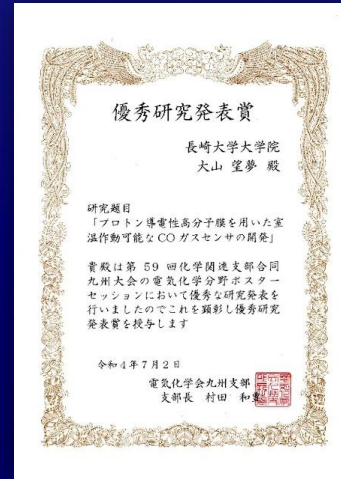 優秀研究発表賞
長崎大学大学院
大山 望夢 殿
研究題目
「プロトン導電性高分子膜を用いた室
温作動可能なCOガスセンサの開発」
貴殿は第 59 回化学関連支部合同
九州大会の電気化学分野ポスター
セッションにおいて優秀な研究発表を
行いましたのでこれを顕彰し優秀研究
発表賞を授与します
令和4年7月2日
電気化学会九州支部
支部長 村田 和